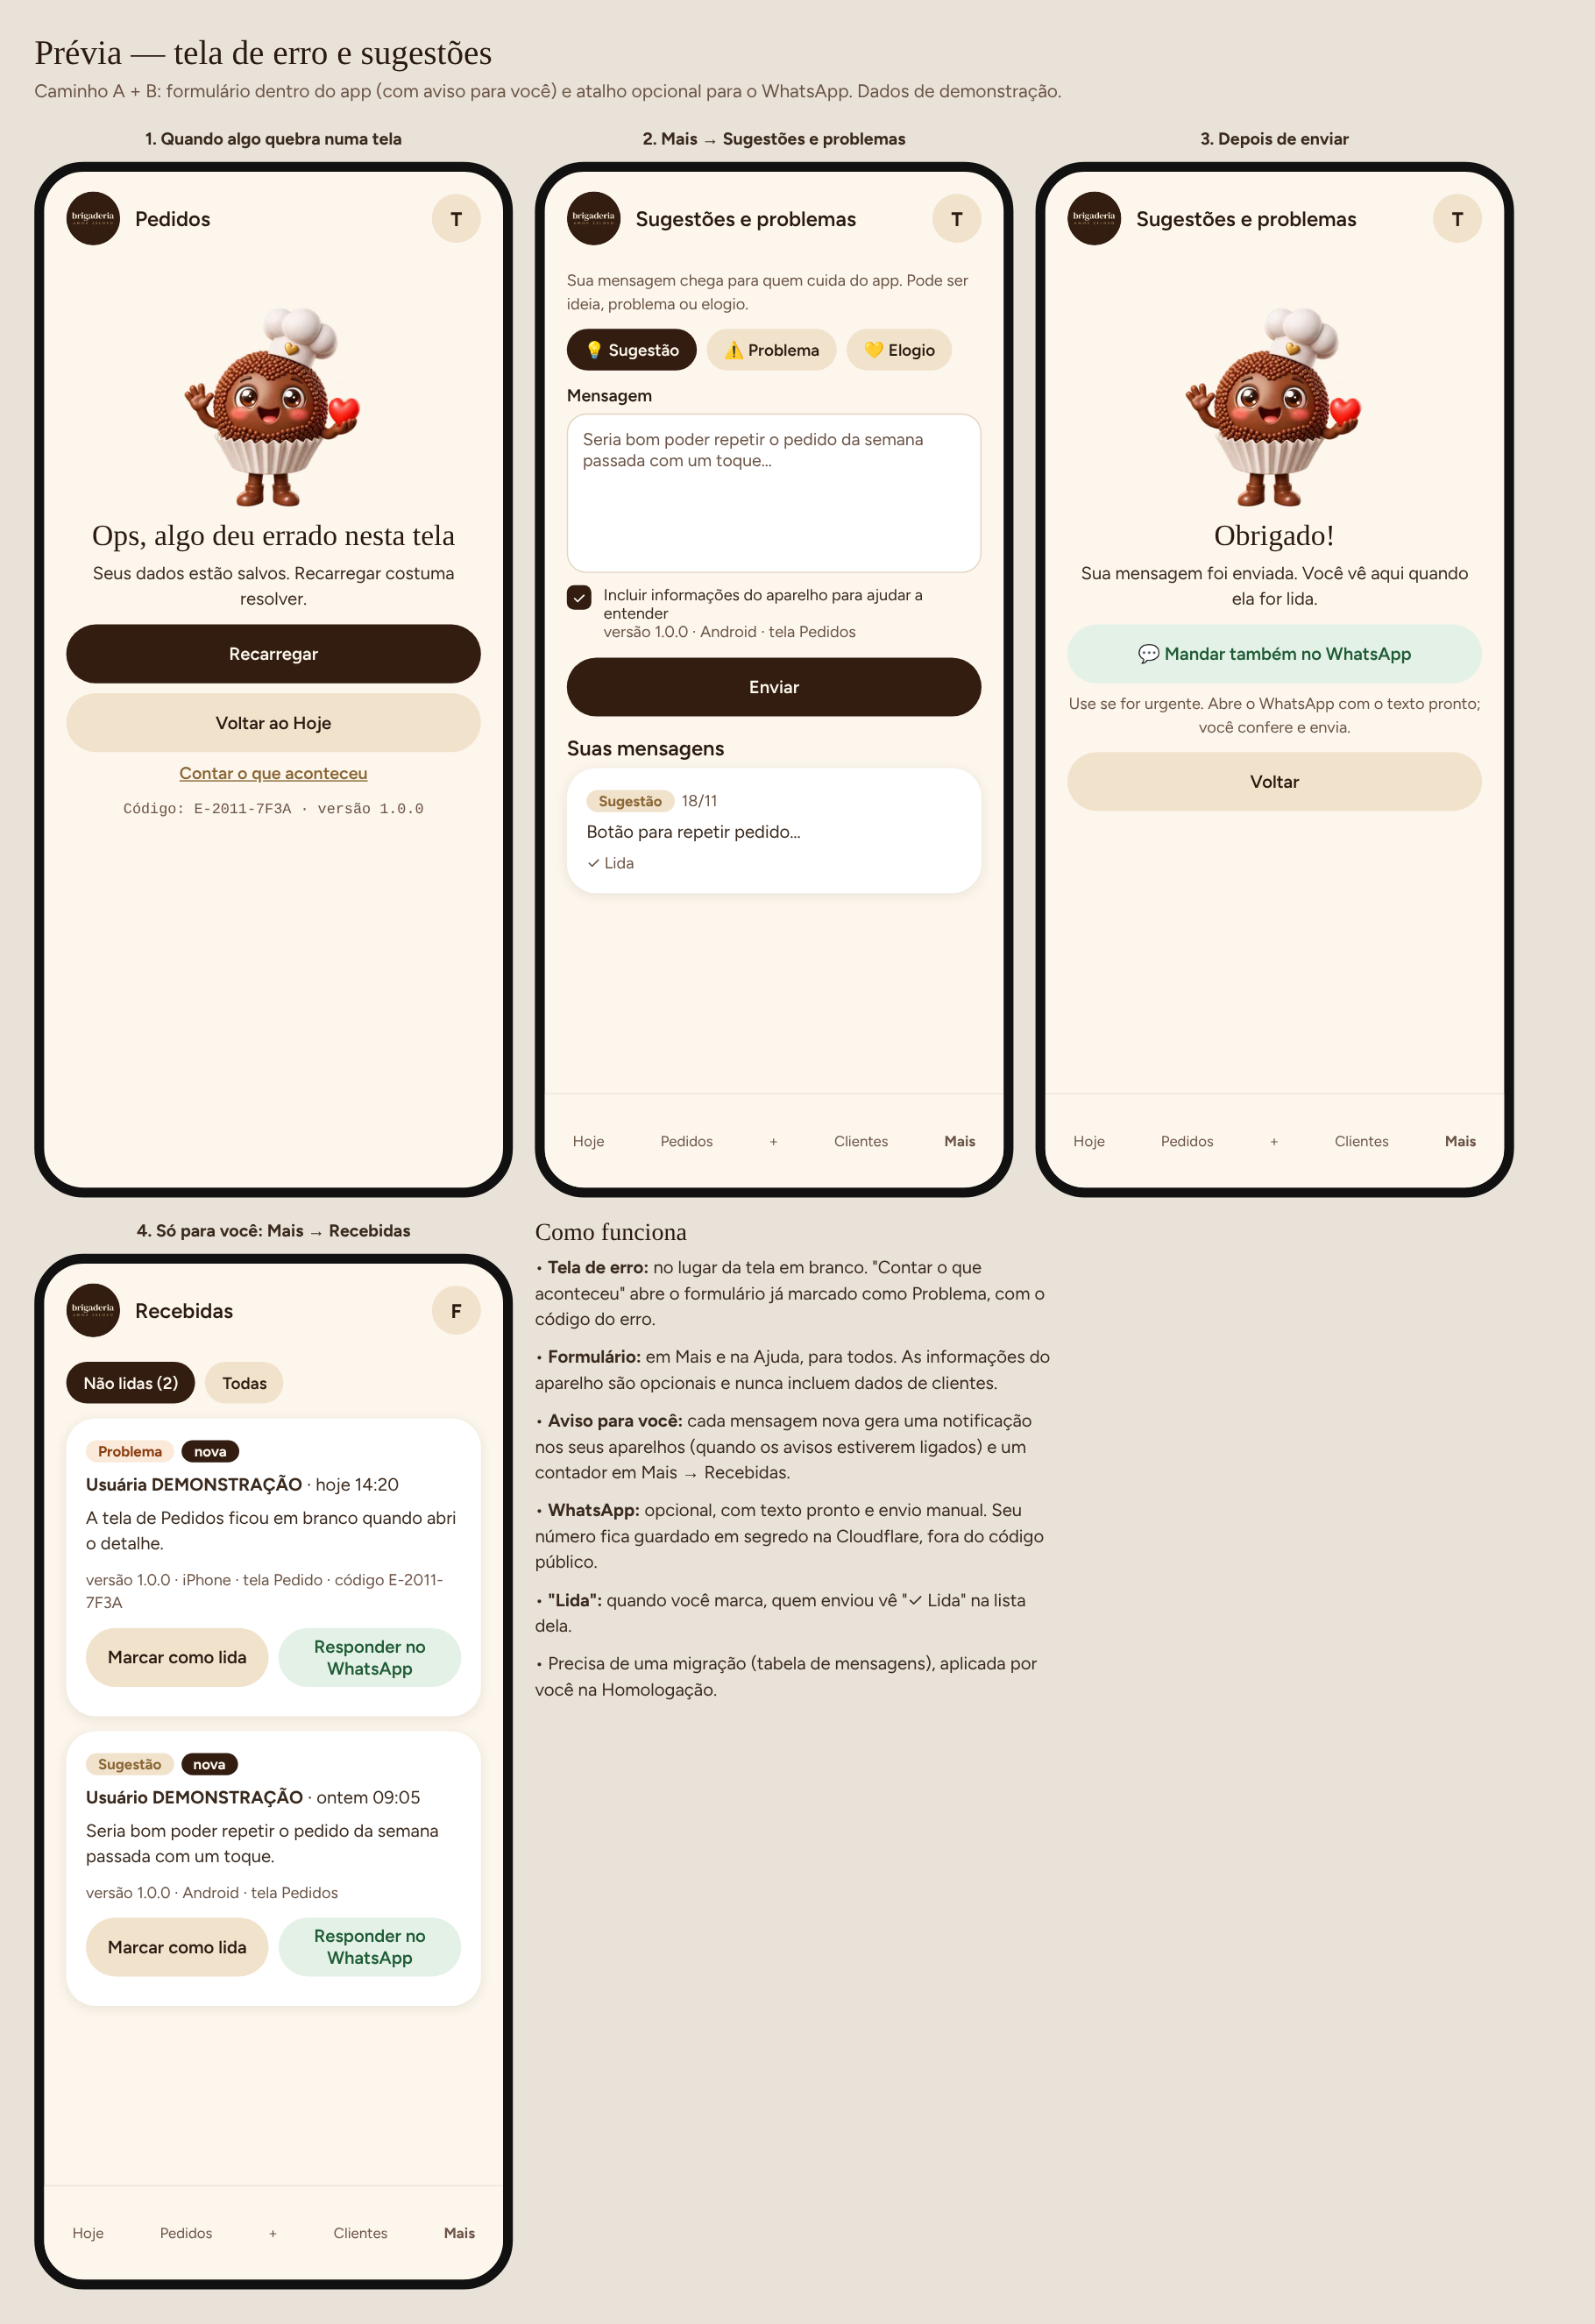 Prévia — tela de erro e sugestões
Caminho A + B: formulário dentro do app (com aviso para você) e atalho opcional para o WhatsApp. Dados de demonstração.
1. Quando algo quebra numa tela
brigaderia
Pedidos
T
Ops, algo deu errado nesta tela
Seus dados estão salvos. Recarregar costuma
resolver.
Recarregar
Voltar ao Hoje
Contar o que aconteceu
Código: E-2011-7F3A · versão 1.0.0
2. Mais → Sugestões e problemas
brigaderia
Sugestões e problemas
T
Sua mensagem chega para quem cuida do app. Pode ser
ideia, problema ou elogio.
💡 Sugestão
⚠️ Problema
💛 Elogio
Mensagem
Seria bom poder repetir o pedido da semana
passada com um toque...
Incluir informações do aparelho para ajudar a
entender
versão 1.0.0 · Android · tela Pedidos
Enviar
Suas mensagens
Sugestão 18/11
Botão para repetir pedido...
✓ Lida
Hoje
Pedidos
+
Clientes
Mais
3. Depois de enviar
brigaderia
Sugestões e problemas
T
Obrigado!
Sua mensagem foi enviada. Você vê aqui quando
ela for lida.
💬 Mandar também no WhatsApp
Use se for urgente. Abre o WhatsApp com o texto pronto;
você confere e envia.
Voltar
Hoje
Pedidos
+
Clientes
Mais
4. Só para você: Mais → Recebidas
brigaderia
Recebidas
F
Não lidas (2)
Todas
Problema nova
Usuária DEMONSTRAÇÃO · hoje 14:20
A tela de Pedidos ficou em branco quando abri
o detalhe.
versão 1.0.0 · iPhone · tela Pedido · código E-2011-
7F3A
Marcar como lida
Responder no
WhatsApp
Sugestão nova
Usuário DEMONSTRAÇÃO · ontem 09:05
Seria bom poder repetir o pedido da semana
passada com um toque.
versão 1.0.0 · Android · tela Pedidos
Marcar como lida
Responder no
WhatsApp
Hoje
Pedidos
+
Clientes
Mais
Como funciona
• Tela de erro: no lugar da tela em branco. "Contar o que
aconteceu" abre o formulário já marcado como Problema, com o
código do erro.
• Formulário: em Mais e na Ajuda, para todos. As informações do
aparelho são opcionais e nunca incluem dados de clientes.
• Aviso para você: cada mensagem nova gera uma notificação
nos seus aparelhos (quando os avisos estiverem ligados) e um
contador em Mais → Recebidas.
• WhatsApp: opcional, com texto pronto e envio manual. Seu
número fica guardado em segredo na Cloudflare, fora do código
público.
• "Lida": quando você marca, quem enviou vê "✓ Lida" na lista
dela.
• Precisa de uma migração (tabela de mensagens), aplicada por
você na Homologação.